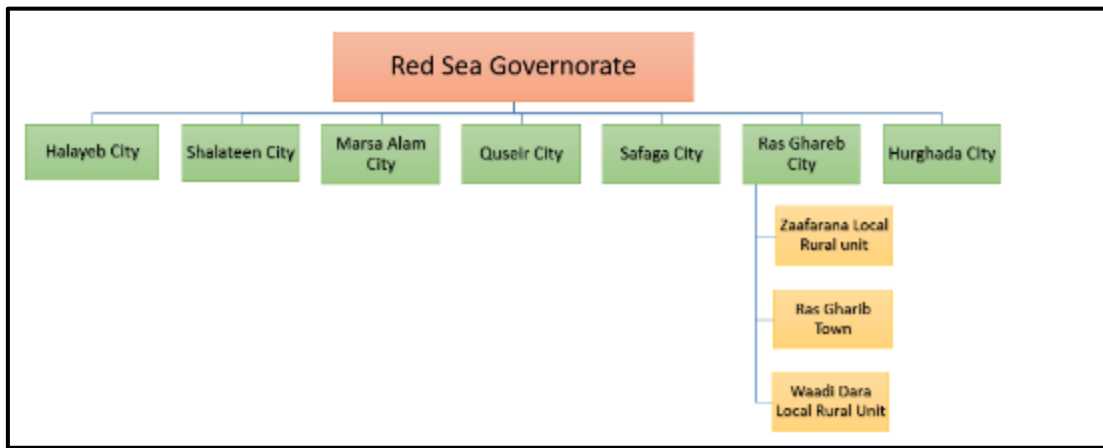 Red Sea Governorate
Halayeb City
Shalateen City
Marsa Alam
City
Quseir City
Safaga City
Ras Ghareb
City
Hurghada City
Zaafarana Local
Rural unit
Ras Gharib
Town
Waadi Dara
Local Rural Unit